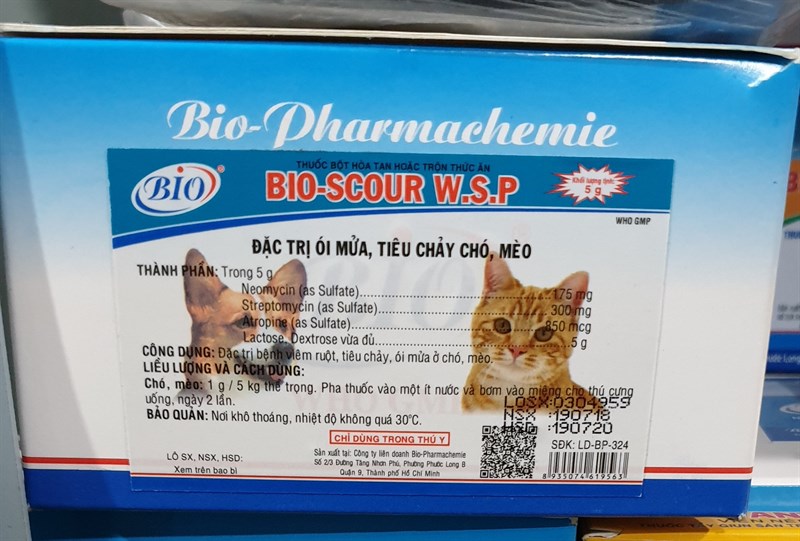 Bio-Pharmachemie
BIO
THUỐC BỘT HÒA TAN HOẶC TRỘN THỨC ĂN
BIO-SCOUR W.S.P
Khối lượng tịnh:
5 g
WHO GMP
ĐẶC TRỊ ÓI MỬA, TIÊU CHẢY CHÓ, MÈO
THÀNH PHẦN: Trong 5 g
Neomycin (as Sulfate)..........175 mg
Streptomycin (as Sulfate)..........300 mg
Atropine (as Sulfate)..........850 mcg
Lactose, Dextrose vừa đủ..........5 g
CÔNG DỤNG: Đặc trị bệnh viêm ruột, tiêu chảy, ói mửa ở chó, mèo.
LIỀU LƯỢNG VÀ CÁCH DÙNG:
Chó, mèo: 1 g / 5 kg thể trọng. Pha thuốc vào một ít nước và bơm vào miệng cho thú cưng
uống, ngày 2 lần.
BẢO QUẢN: Nơi khô thoáng, nhiệt độ không quá 30°C.
LOSX:0304959
NSX :190718
HSD :190720
CHỈ DÙNG TRONG THÚ Y
SĐK: LD-BP-324
LÔ SX, NSX, HSD:
Xem trên bao bì
Sản xuất tại: Công ty liên doanh Bio-Pharmachemie
Số 2/3 Đường Tăng Nhơn Phú, Phường Phước Long B
Quận 9, Thành phố Hồ Chí Minh
8935074619563